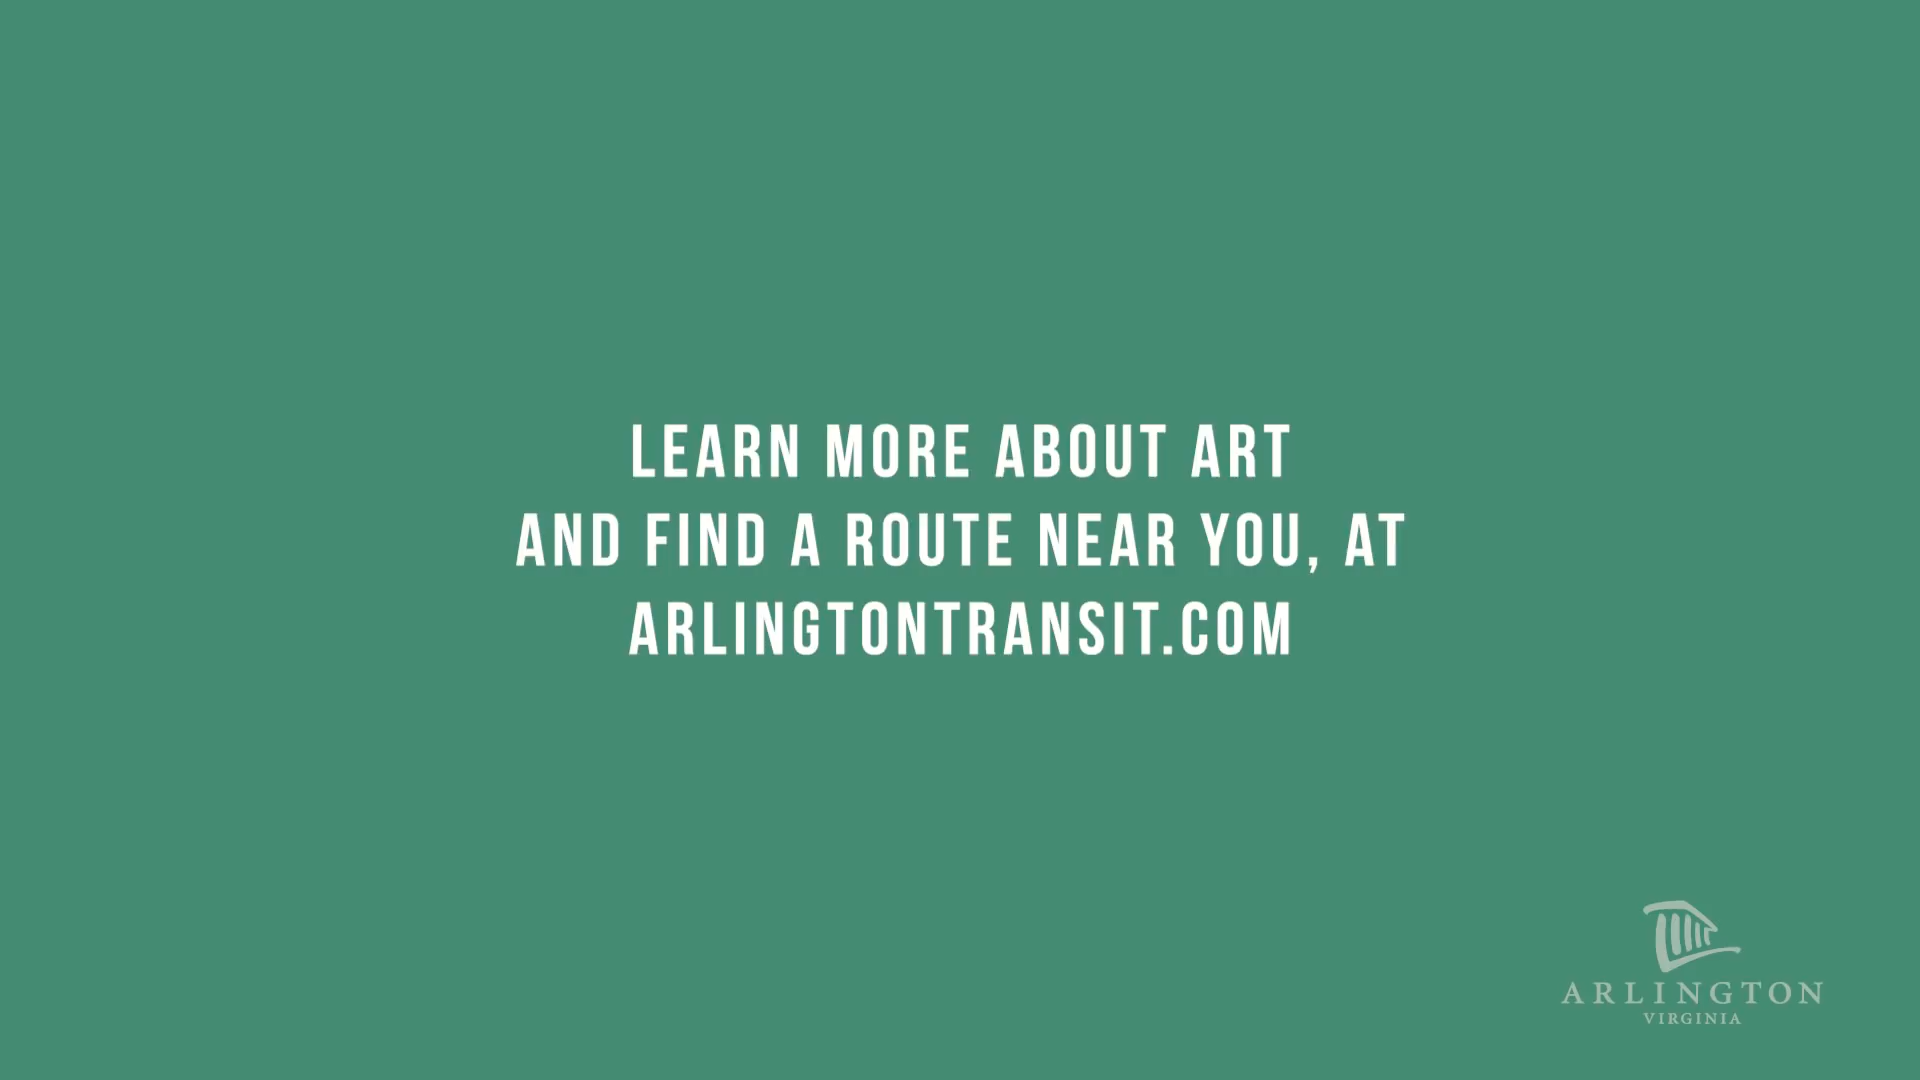 LEARN MORE ABOUT ART
AND FIND A ROUTE NEAR YOU, AT
ARLINGTONTRANSIT.COM
ARLINGTON
VIRGINIA